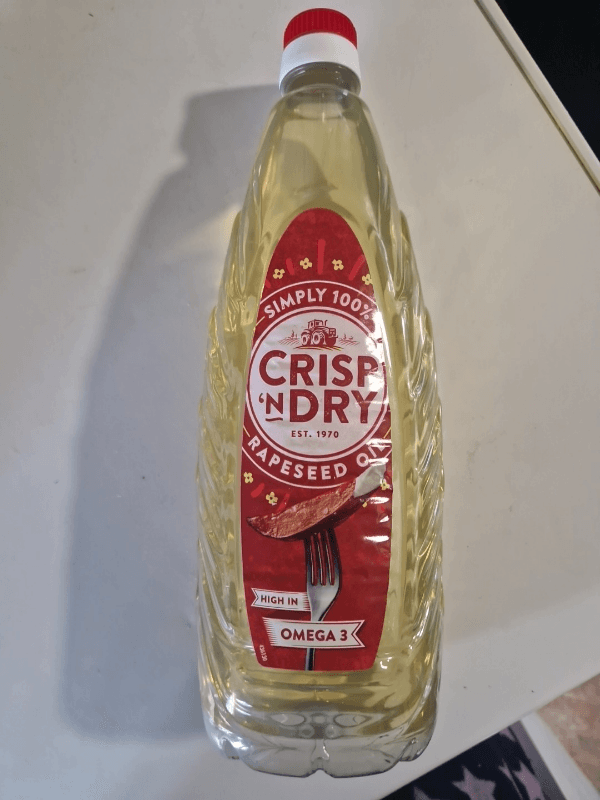 SIMPLY 100%
CRISP
'N DRY
EST. 1970
RAPESEED OIL
HIGH IN
OMEGA 3